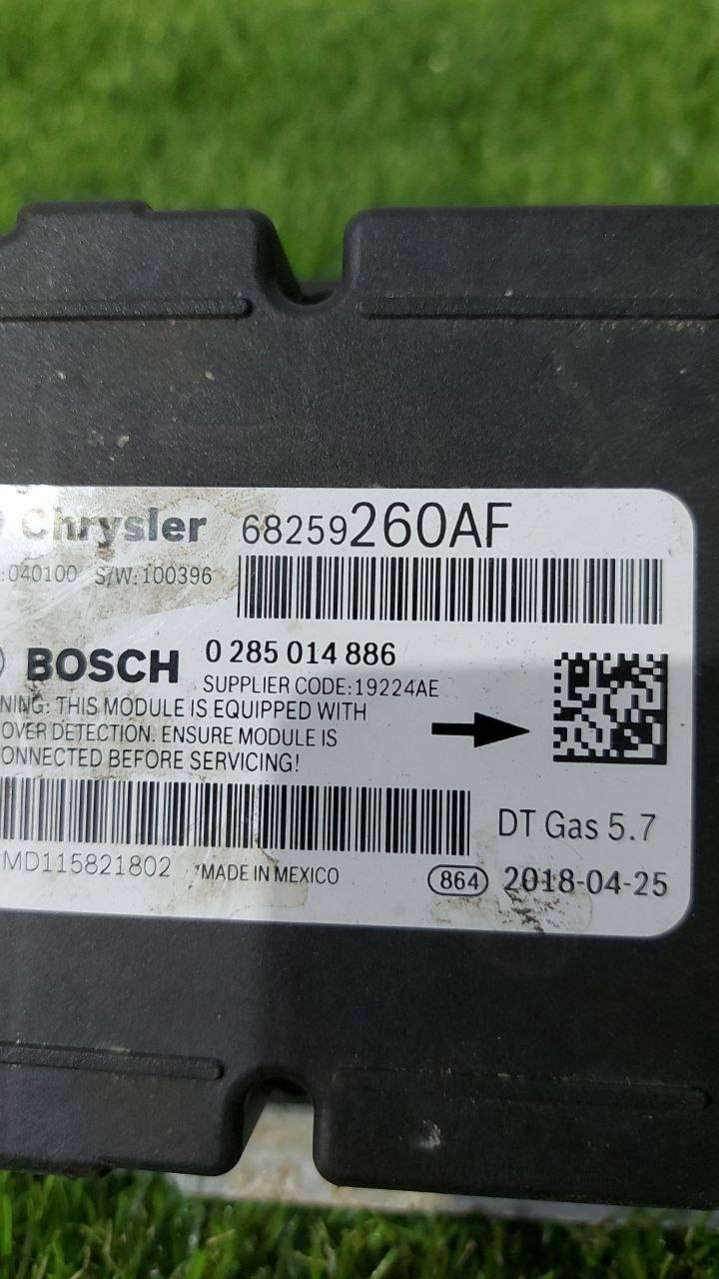 Chrysler 68259260AF
:040100 S/W:100396
BOSCH 0 285 014 886
SUPPLIER CODE:19224AE
NING: THIS MODULE IS EQUIPPED WITH
OVER DETECTION. ENSURE MODULE IS
ONNECTED BEFORE SERVICING!
DT Gas 5.7
MD115821802 *MADE IN MEXICO 864 2018-04-25